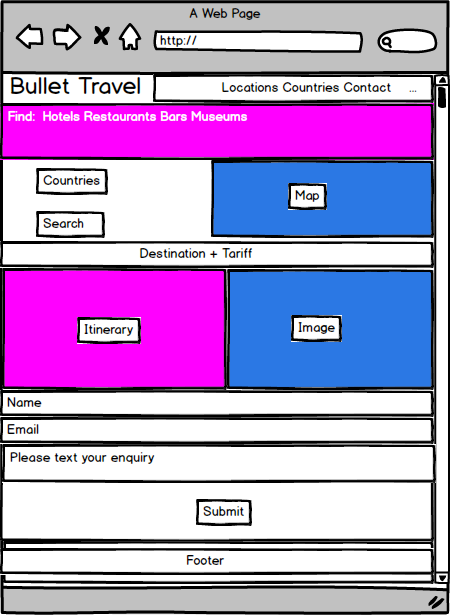 A Web Page
http://
Bullet Travel
Locations Countries Contact ...
Find: Hotels Restaurants Bars Museums
Countries
Map
Search
Destination + Tariff
Itinerary
Image
Name
Email
Please text your enquiry
Submit
Footer